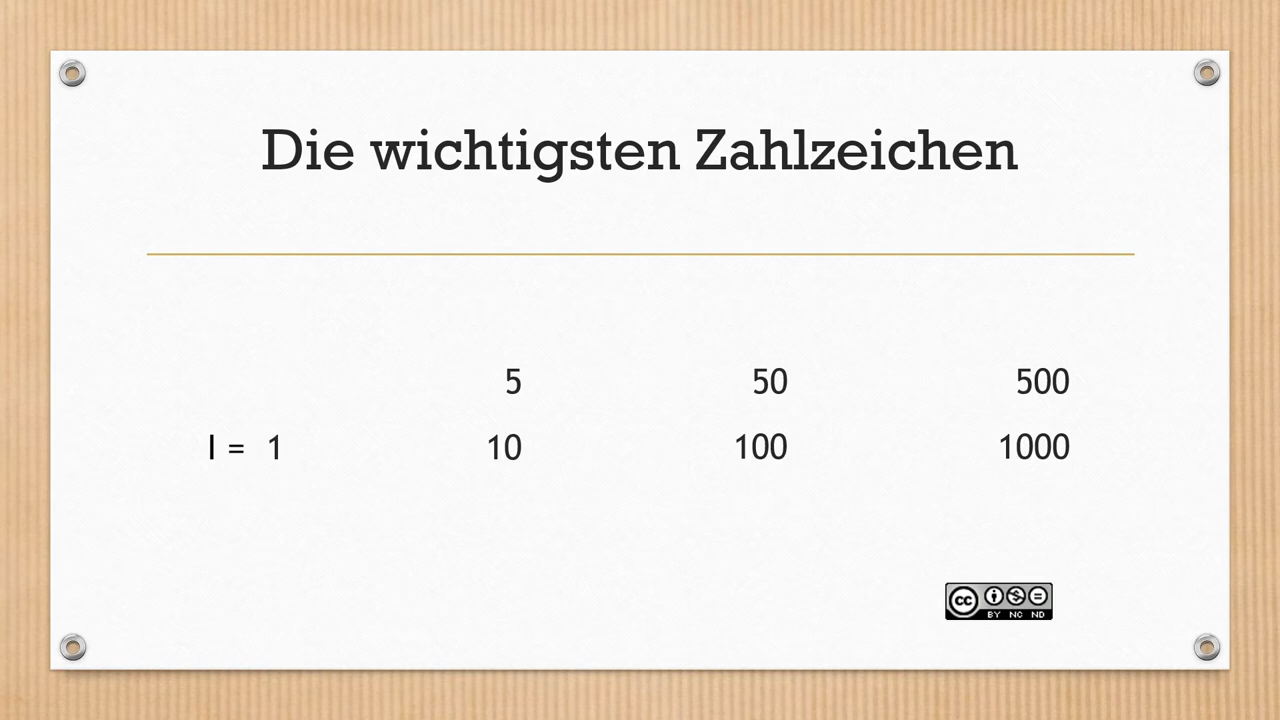 Die wichtigsten Zahlzeichen
5 50 500
I = 1 10 100 1000
cc
BY NC ND